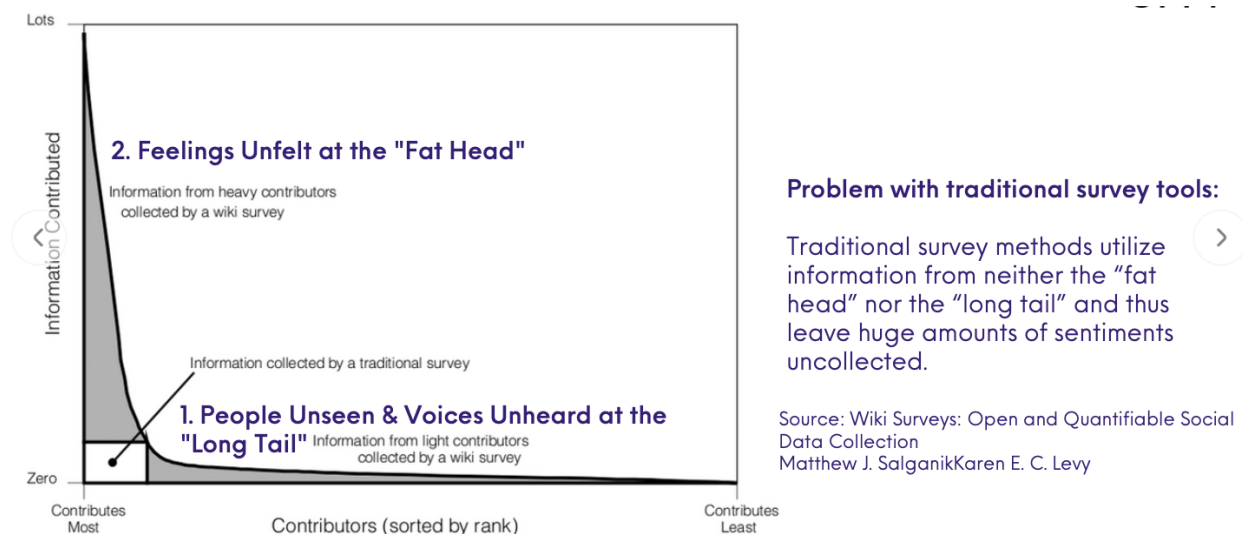 Lots
Information Contributed
2. Feelings Unfelt at the "Fat Head"
Information from heavy contributors
collected by a wiki survey
Information collected by a traditional survey
1. People Unseen & Voices Unheard at the
"Long Tail" Information from light contributors
collected by a wiki survey
Zero
Contributes
Most
Contributors (sorted by rank)
Contributes
Least
Problem with traditional survey tools:
Traditional survey methods utilize
information from neither the “fat
head” nor the “long tail” and thus
leave huge amounts of sentiments
uncollected.
Source: Wiki Surveys: Open and Quantifiable Social
Data Collection
Matthew J. SalganikKaren E. C. Levy